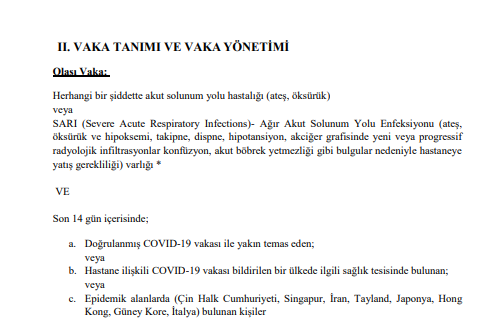 II. VAKA TANIMI VE VAKA YÖNETİMİ
Olası Vaka:
Herhangi bir şiddette akut solunum yolu hastalığı (ateş, öksürük)
veya
SARI (Severe Acute Respiratory Infections)- Ağır Akut Solunum Yolu Enfeksiyonu (ateş,
öksürük ve hipoksemi, takipne, dispne, hipotansiyon, akciğer grafisinde yeni veya progressif
radyolojik infiltrasyonlar konfüzyon, akut böbrek yetmezliği gibi bulgular nedeniyle hastaneye
yatış gerekliliği) varlığı *
VE
Son 14 gün içerisinde;
a. Doğrulanmış COVID-19 vakası ile yakın temas eden;
veya
b. Hastane ilişkili COVID-19 vakası bildirilen bir ülkede ilgili sağlık tesisinde bulunan;
veya
c. Epidemik alanlarda (Çin Halk Cumhuriyeti, Singapur, İran, Tayland, Japonya, Hong
Kong, Güney Kore, İtalya) bulunan kişiler